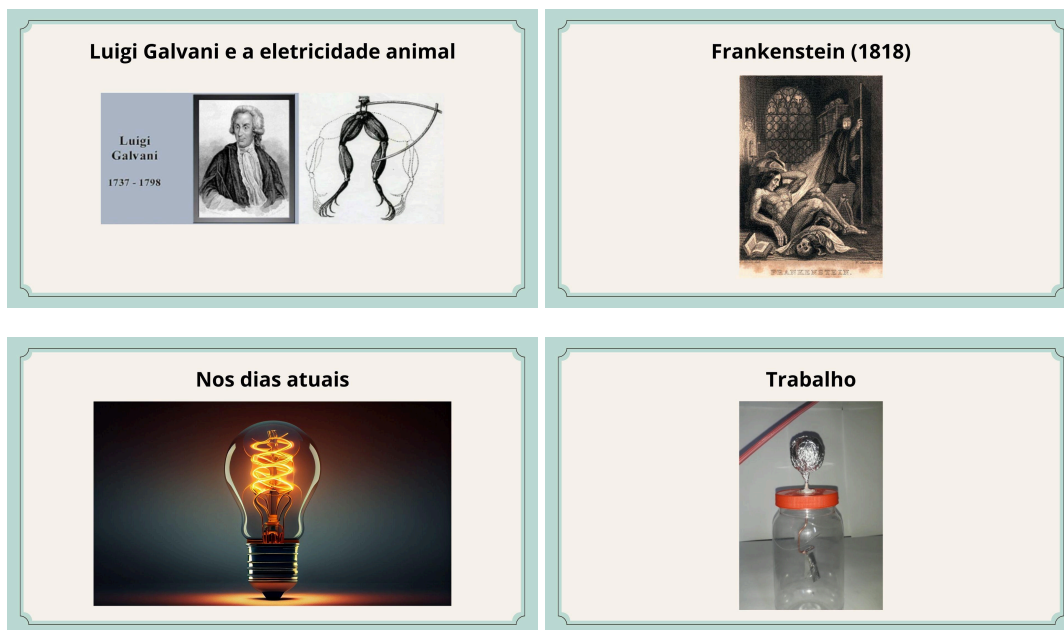 Luigi Galvani e a eletricidade animal
Luigi
Galvani
1737 - 1798
Frankenstein (1818)
FRANKENSTEIN.
Nos dias atuais
Trabalho